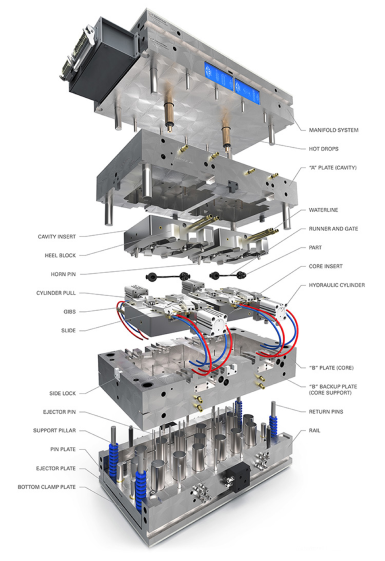 MANIFOLD SYSTEM
HOT DROPS
"A" PLATE (CAVITY)
WATERLINE
CAVITY INSERT
RUNNER AND GATE
HEEL BLOCK
PART
HORN PIN
CORE INSERT
CYLINDER PULL
HYDRAULIC CYLINDER
GIBS
SLIDE
"B" PLATE (CORE)
"B" BACKUP PLATE
(CORE SUPPORT)
SIDE LOCK
EJECTOR PIN
RETURN PINS
SUPPORT PILLAR
RAIL
PIN PLATE
EJECTOR PLATE
BOTTOM CLAMP PLATE